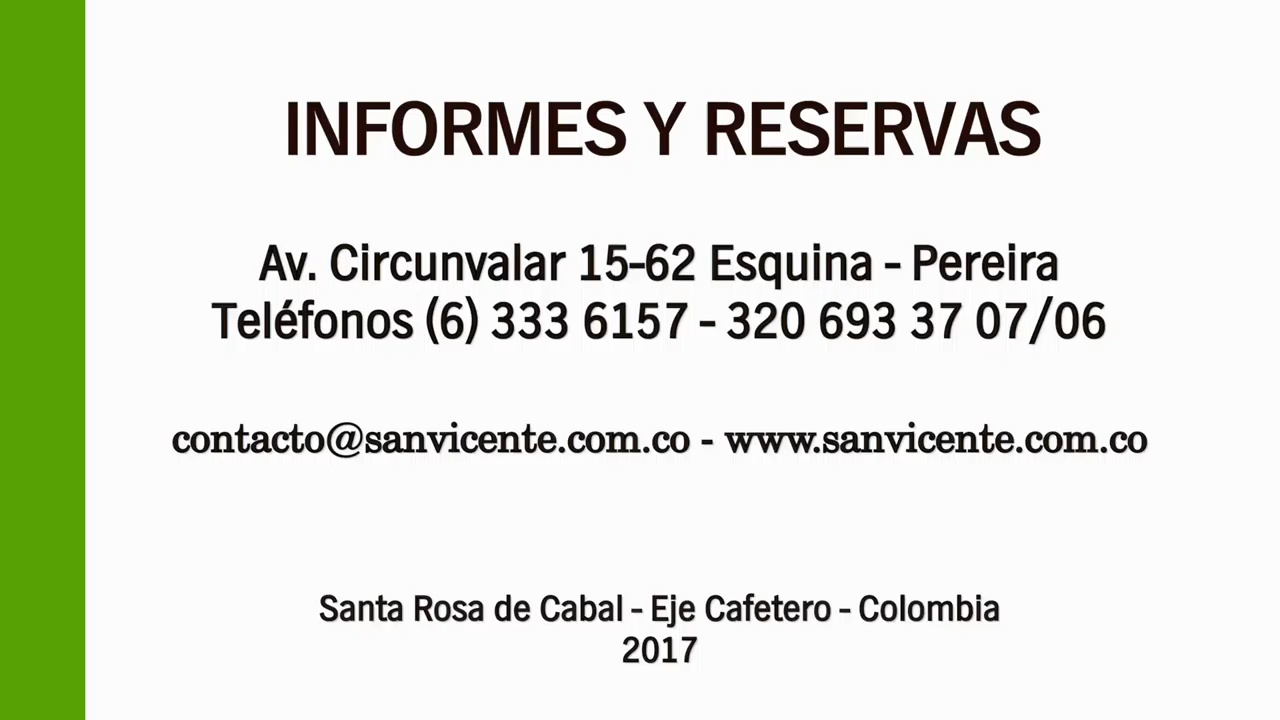 INFORMES Y RESERVAS
Av. Circunvalar 15-62 Esquina - Pereira
Teléfonos (6) 333 6157 - 320 693 37 07/06
contacto@sanvicente.com.co - www.sanvicente.com.co
Santa Rosa de Cabal - Eje Cafetero - Colombia
2017